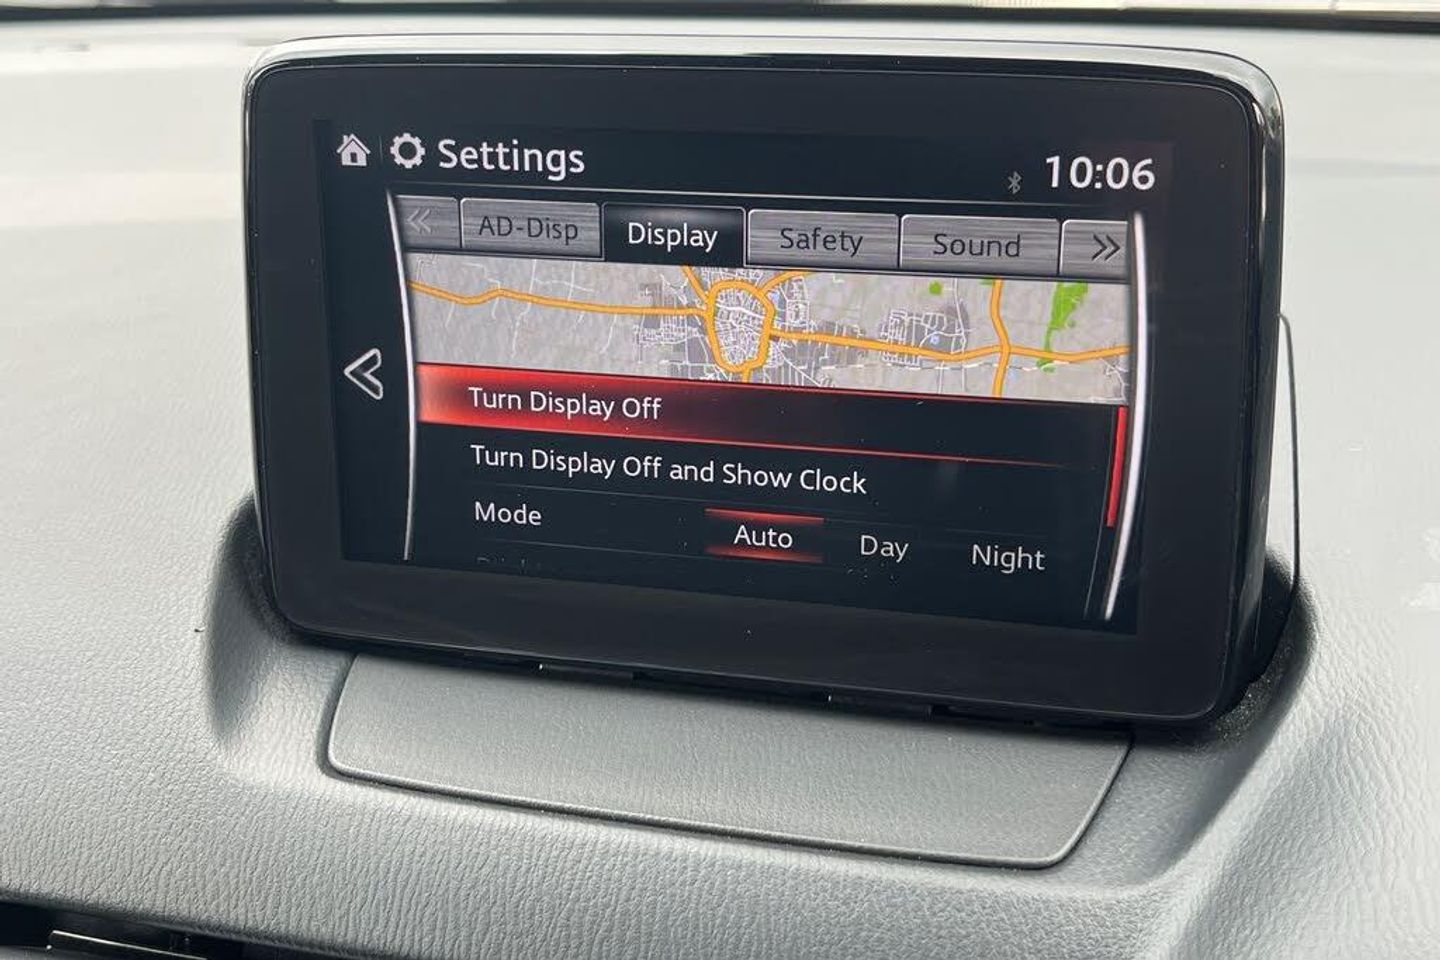 Settings
10:06
AD-Disp Display Safety Sound
Turn Display Off
Turn Display Off and Show Clock
Mode Auto Day Night